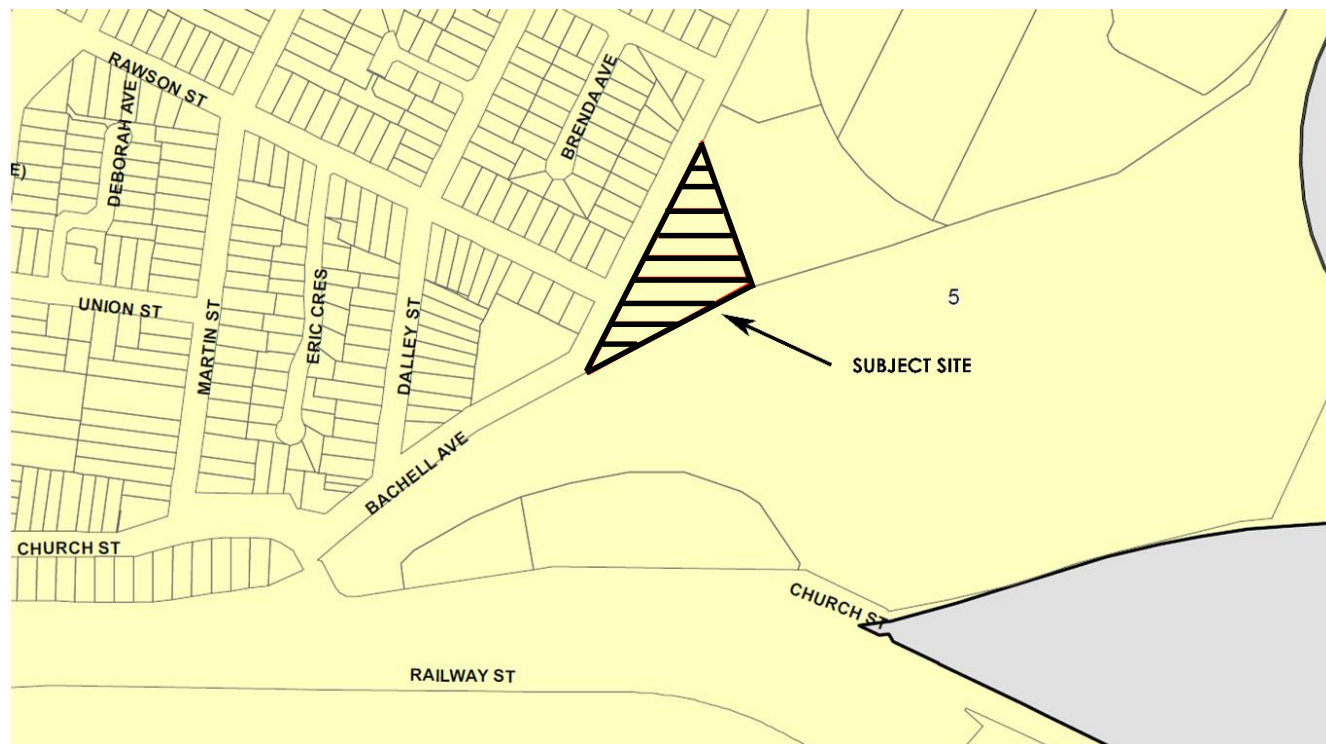 RAWSON ST
DEBORAH AVE
BRENDA AVE
E)
UNION ST
MARTIN ST
ERIC CRES
DALLEY ST
5
SUBJECT SITE
BACHELL AVE
CHURCH ST
CHURCH ST
RAILWAY ST